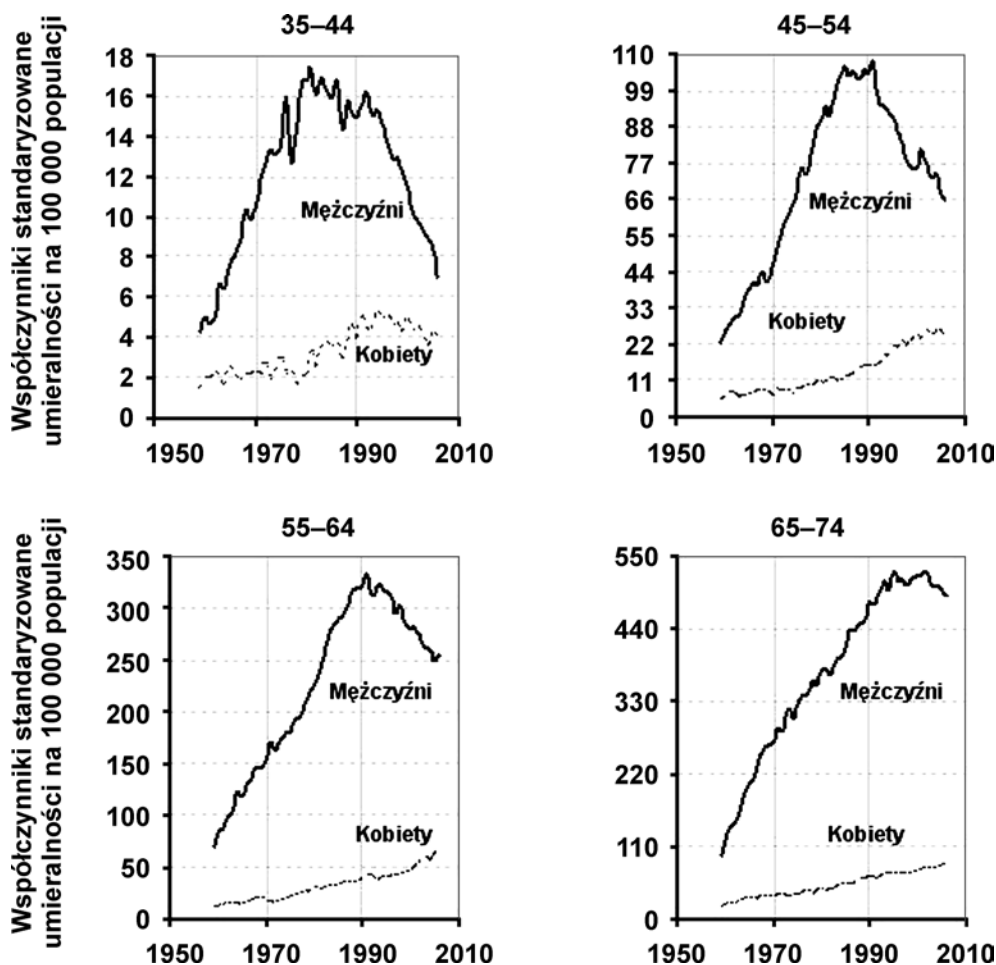 35–44
Współczynniki standaryzowane
umieralności na 100 000 populacji
18
16
14
12
10
8
6
4
2
0
Mężczyźni
Kobiety
1950 1970 1990 2010
45–54
110
99
88
77
66
55
44
33
22
11
0
Mężczyźni
Kobiety
1950 1970 1990 2010
55–64
Współczynniki standaryzowane
umieralności na 100 000 populacji
350
300
250
200
150
100
50
0
Mężczyźni
Kobiety
1950 1970 1990 2010
65–74
550
440
330
220
110
0
Mężczyźni
Kobiety
1950 1970 1990 2010